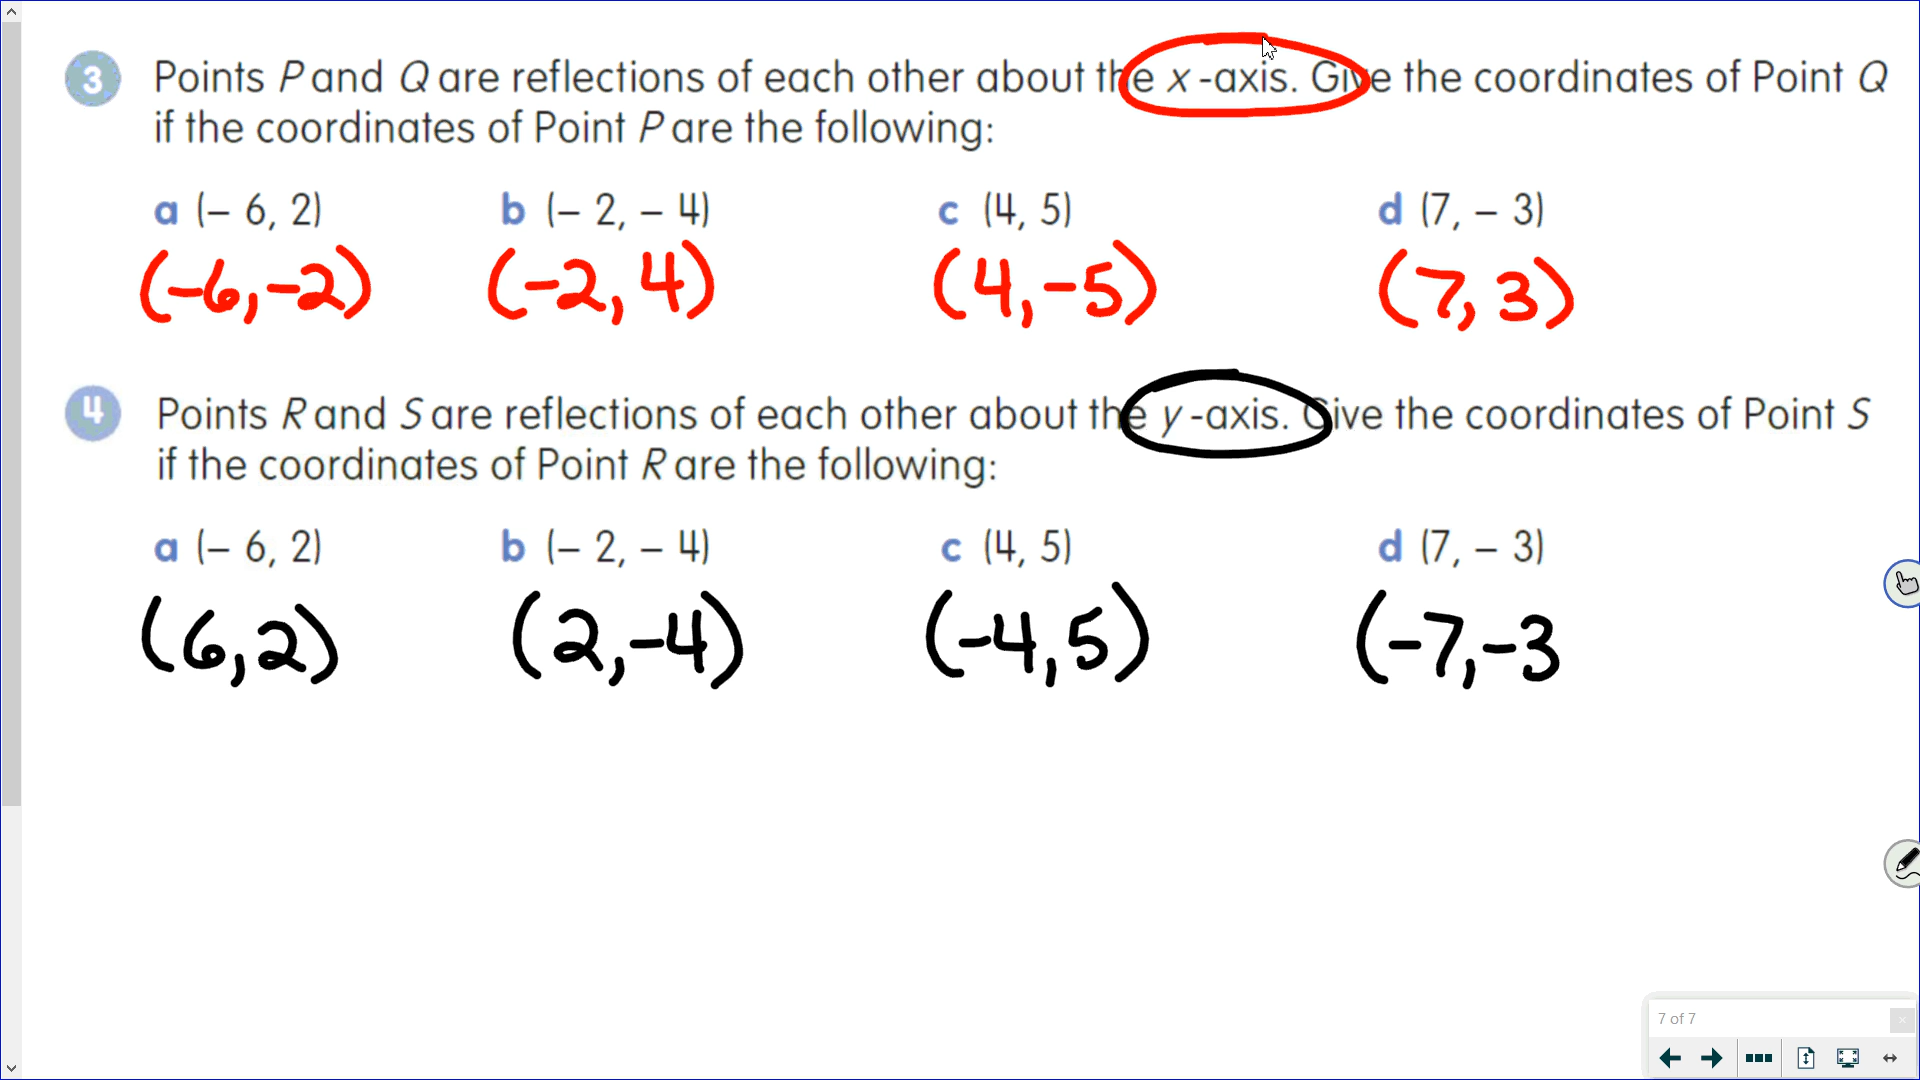 3 Points P and Q are reflections of each other about the x-axis. Give the coordinates of Point Q
if the coordinates of Point P are the following:
a (– 6, 2) b (– 2, – 4) c (4, 5) d (7, – 3)
(-6,-2) (-2,4) (4,-5) (7,3)
4 Points R and S are reflections of each other about the y-axis. Give the coordinates of Point S
if the coordinates of Point R are the following:
a (– 6, 2) b (– 2, – 4) c (4, 5) d (7, – 3)
(6,2) (2,-4) (-4,5) (-7,-3
7 of 7